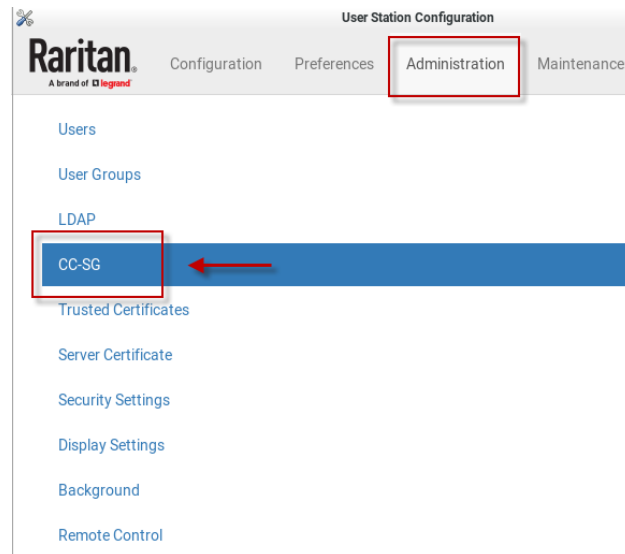 User Station Configuration
Raritan.
A brand of legrand
Configuration Preferences Administration Maintenance
Users
User Groups
LDAP
CC-SG
Trusted Certificates
Server Certificate
Security Settings
Display Settings
Background
Remote Control